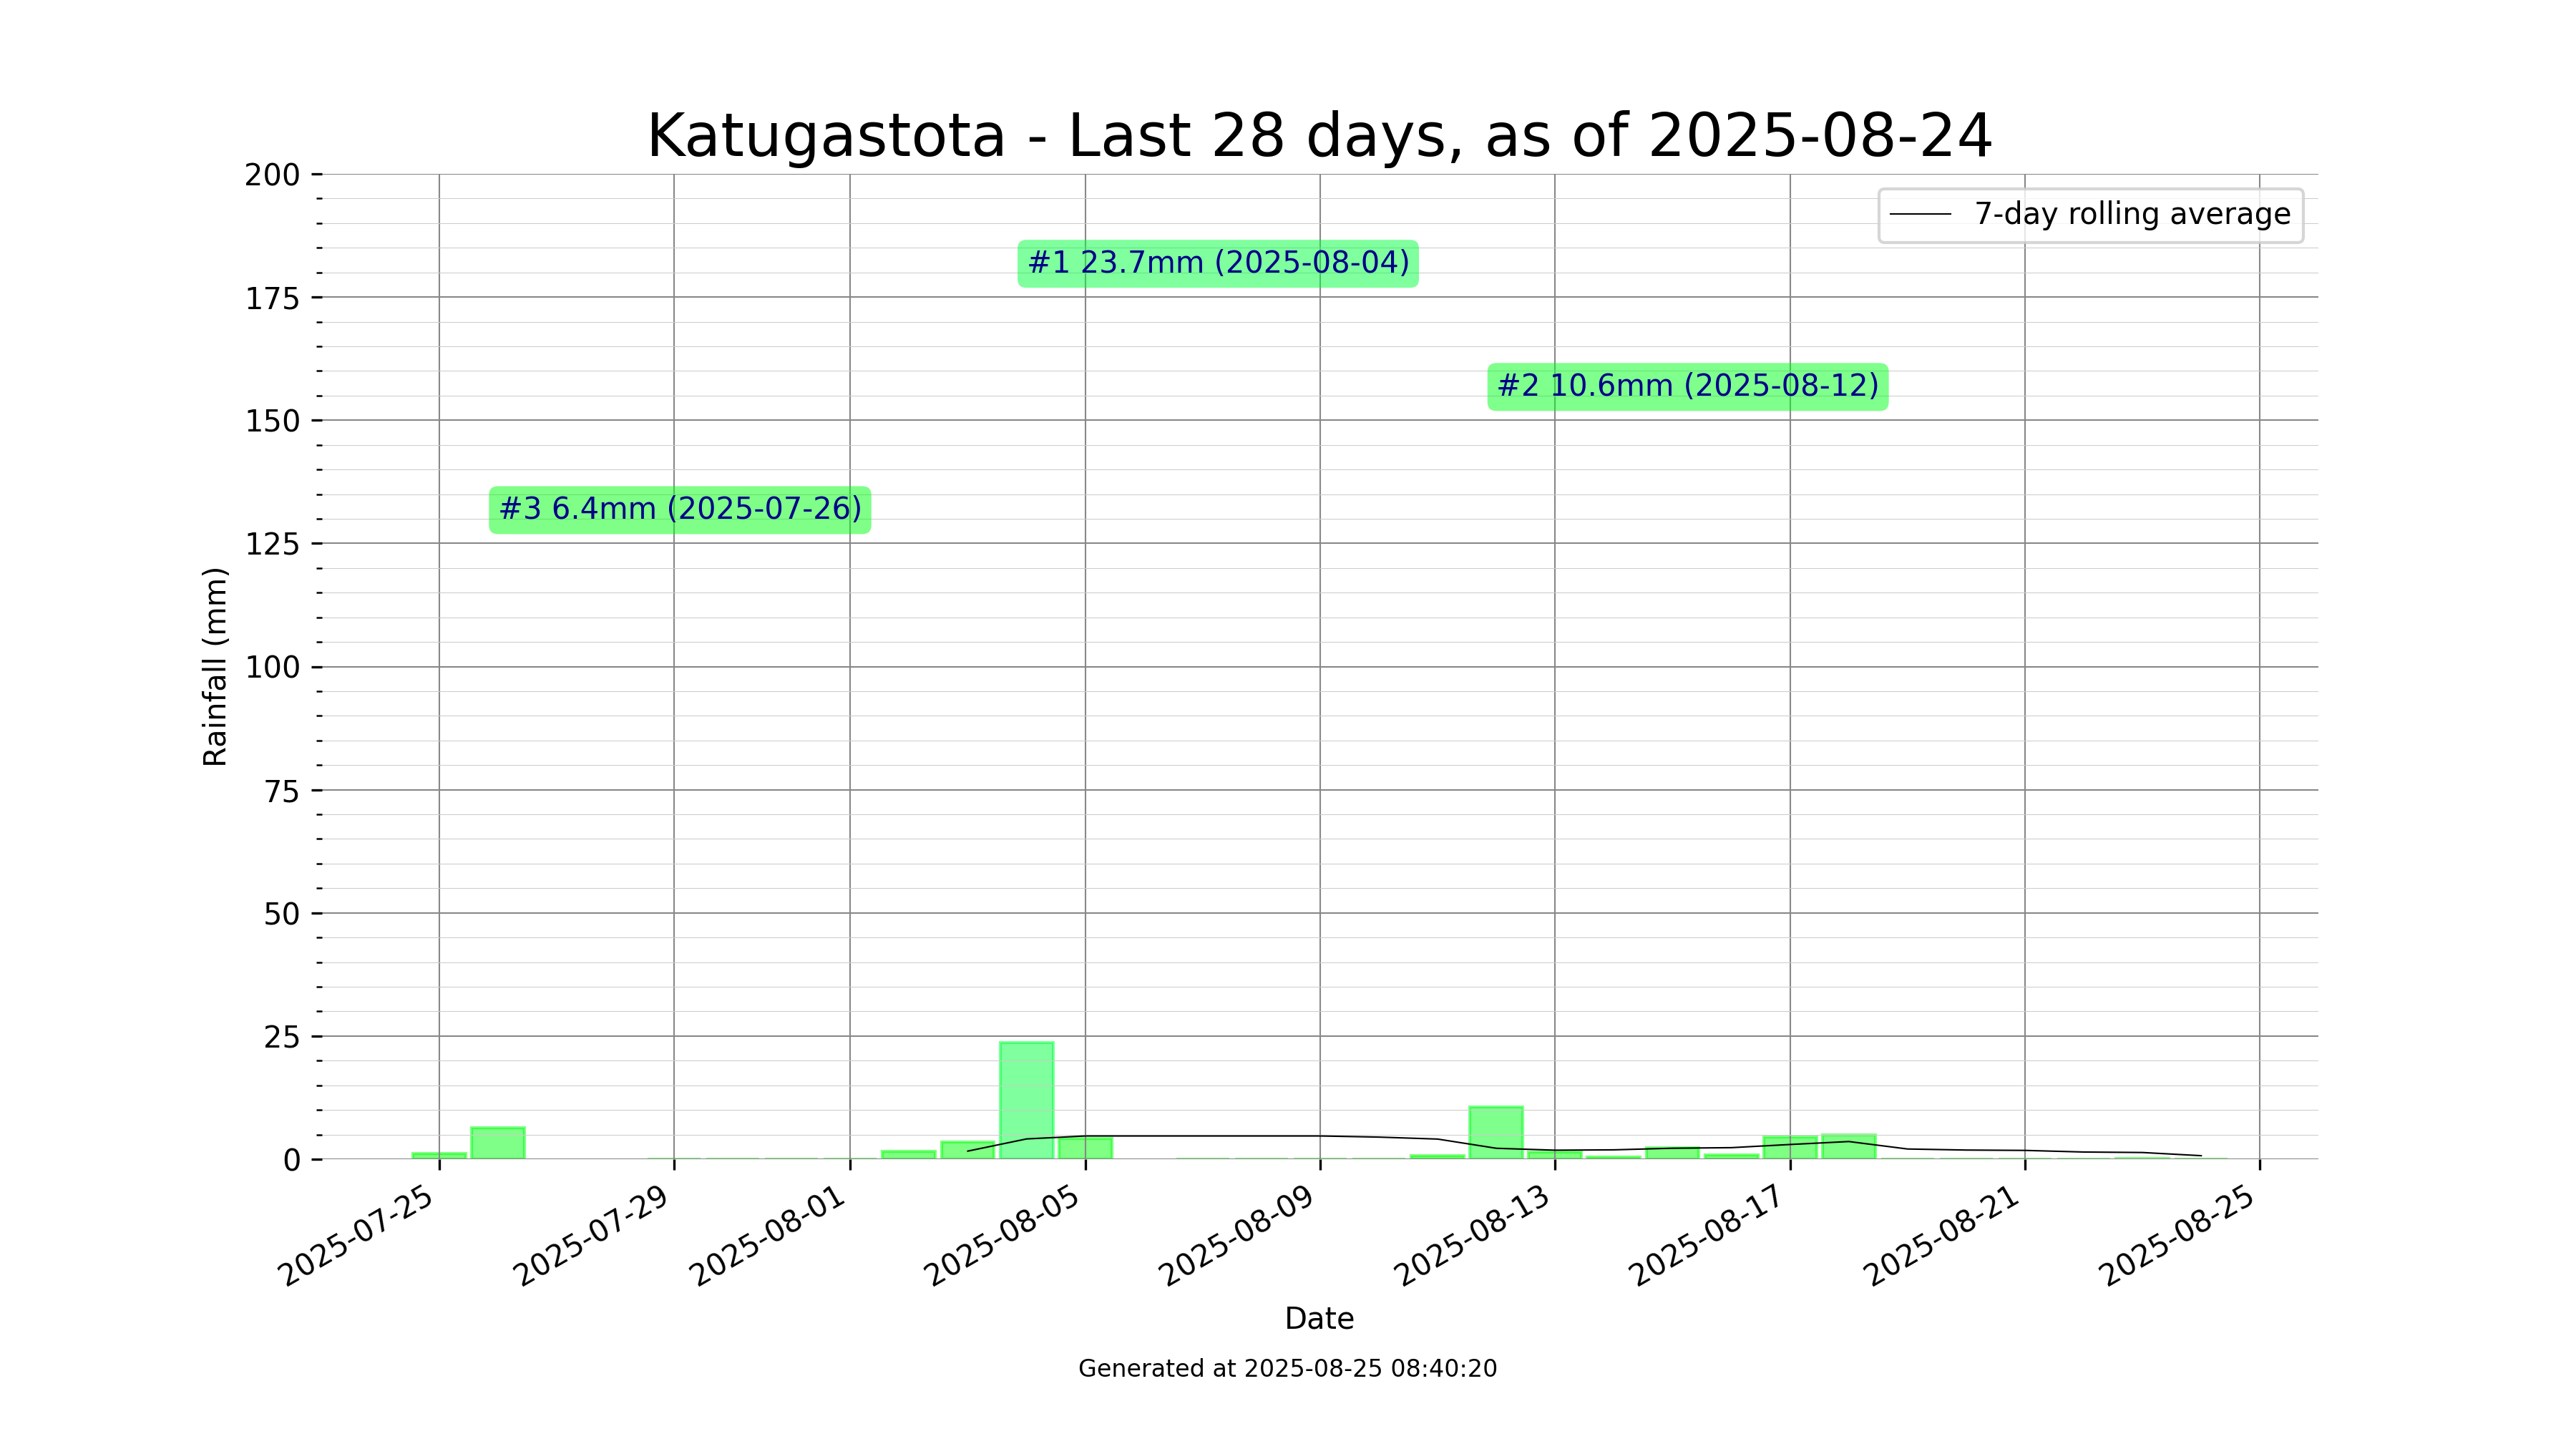 Katugastota - Last 28 days, as of 2025-08-24
7-day rolling average
#1 23.7mm (2025-08-04)
#2 10.6mm (2025-08-12)
#3 6.4mm (2025-07-26)
Rainfall (mm)
200
175
150
125
100
75
50
25
0
2025-07-25
2025-07-29
2025-08-01
2025-08-05
2025-08-09
2025-08-13
2025-08-17
2025-08-21
2025-08-25
Date
Generated at 2025-08-25 08:40:20